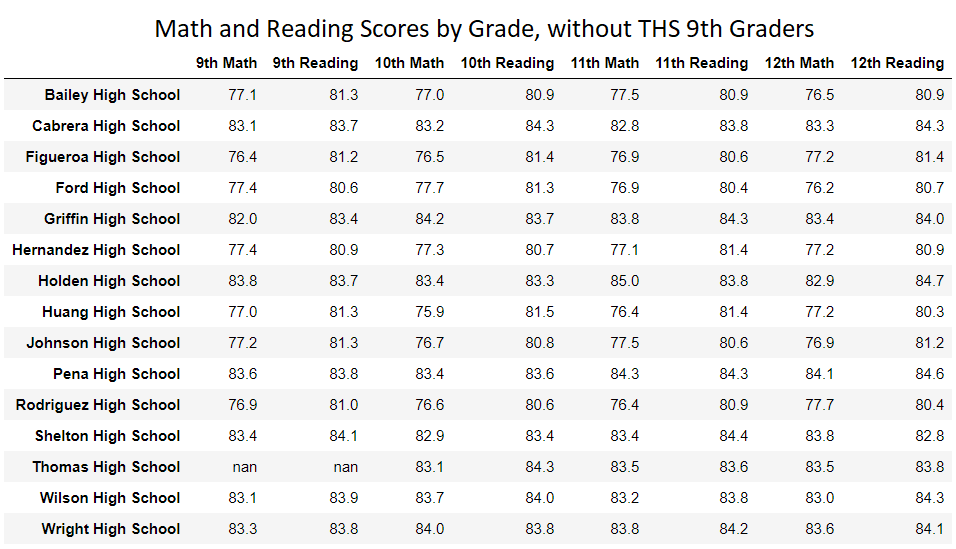 Math and Reading Scores by Grade, without THS 9th Graders
9th Math 9th Reading 10th Math 10th Reading 11th Math 11th Reading 12th Math 12th Reading
Bailey High School 77.1 81.3 77.0 80.9 77.5 80.9 76.5 80.9
Cabrera High School 83.1 83.7 83.2 84.3 82.8 83.8 83.3 84.3
Figueroa High School 76.4 81.2 76.5 81.4 76.9 80.6 77.2 81.4
Ford High School 77.4 80.6 77.7 81.3 76.9 80.4 76.2 80.7
Griffin High School 82.0 83.4 84.2 83.7 83.8 84.3 83.4 84.0
Hernandez High School 77.4 80.9 77.3 80.7 77.1 81.4 77.2 80.9
Holden High School 83.8 83.7 83.4 83.3 85.0 83.8 82.9 84.7
Huang High School 77.0 81.3 75.9 81.5 76.4 81.4 77.2 80.3
Johnson High School 77.2 81.3 76.7 80.8 77.5 80.6 76.9 81.2
Pena High School 83.6 83.8 83.4 83.6 84.3 84.3 84.1 84.6
Rodriguez High School 76.9 81.0 76.6 80.6 76.4 80.9 77.7 80.4
Shelton High School 83.4 84.1 82.9 83.4 83.4 84.4 83.8 82.8
Thomas High School nan nan 83.1 84.3 83.5 83.6 83.5 83.8
Wilson High School 83.1 83.9 83.7 84.0 83.2 83.8 83.0 84.3
Wright High School 83.3 83.8 84.0 83.8 83.8 84.2 83.6 84.1